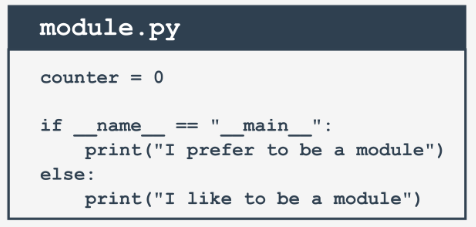 module.py
counter = 0
if __name__ == "__main__":
    print("I prefer to be a module")
else:
    print("I like to be a module")